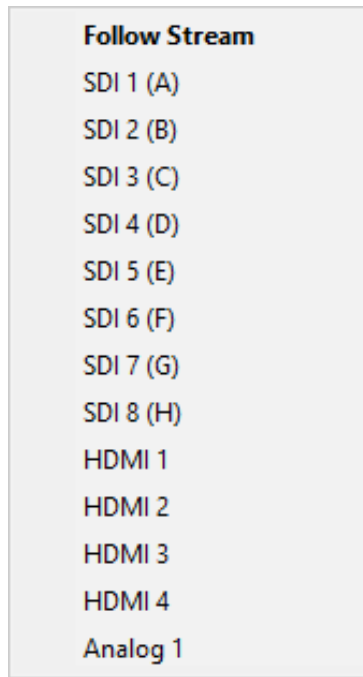 Follow Stream
SDI 1 (A)
SDI 2 (B)
SDI 3 (C)
SDI 4 (D)
SDI 5 (E)
SDI 6 (F)
SDI 7 (G)
SDI 8 (H)
HDMI 1
HDMI 2
HDMI 3
HDMI 4
Analog 1